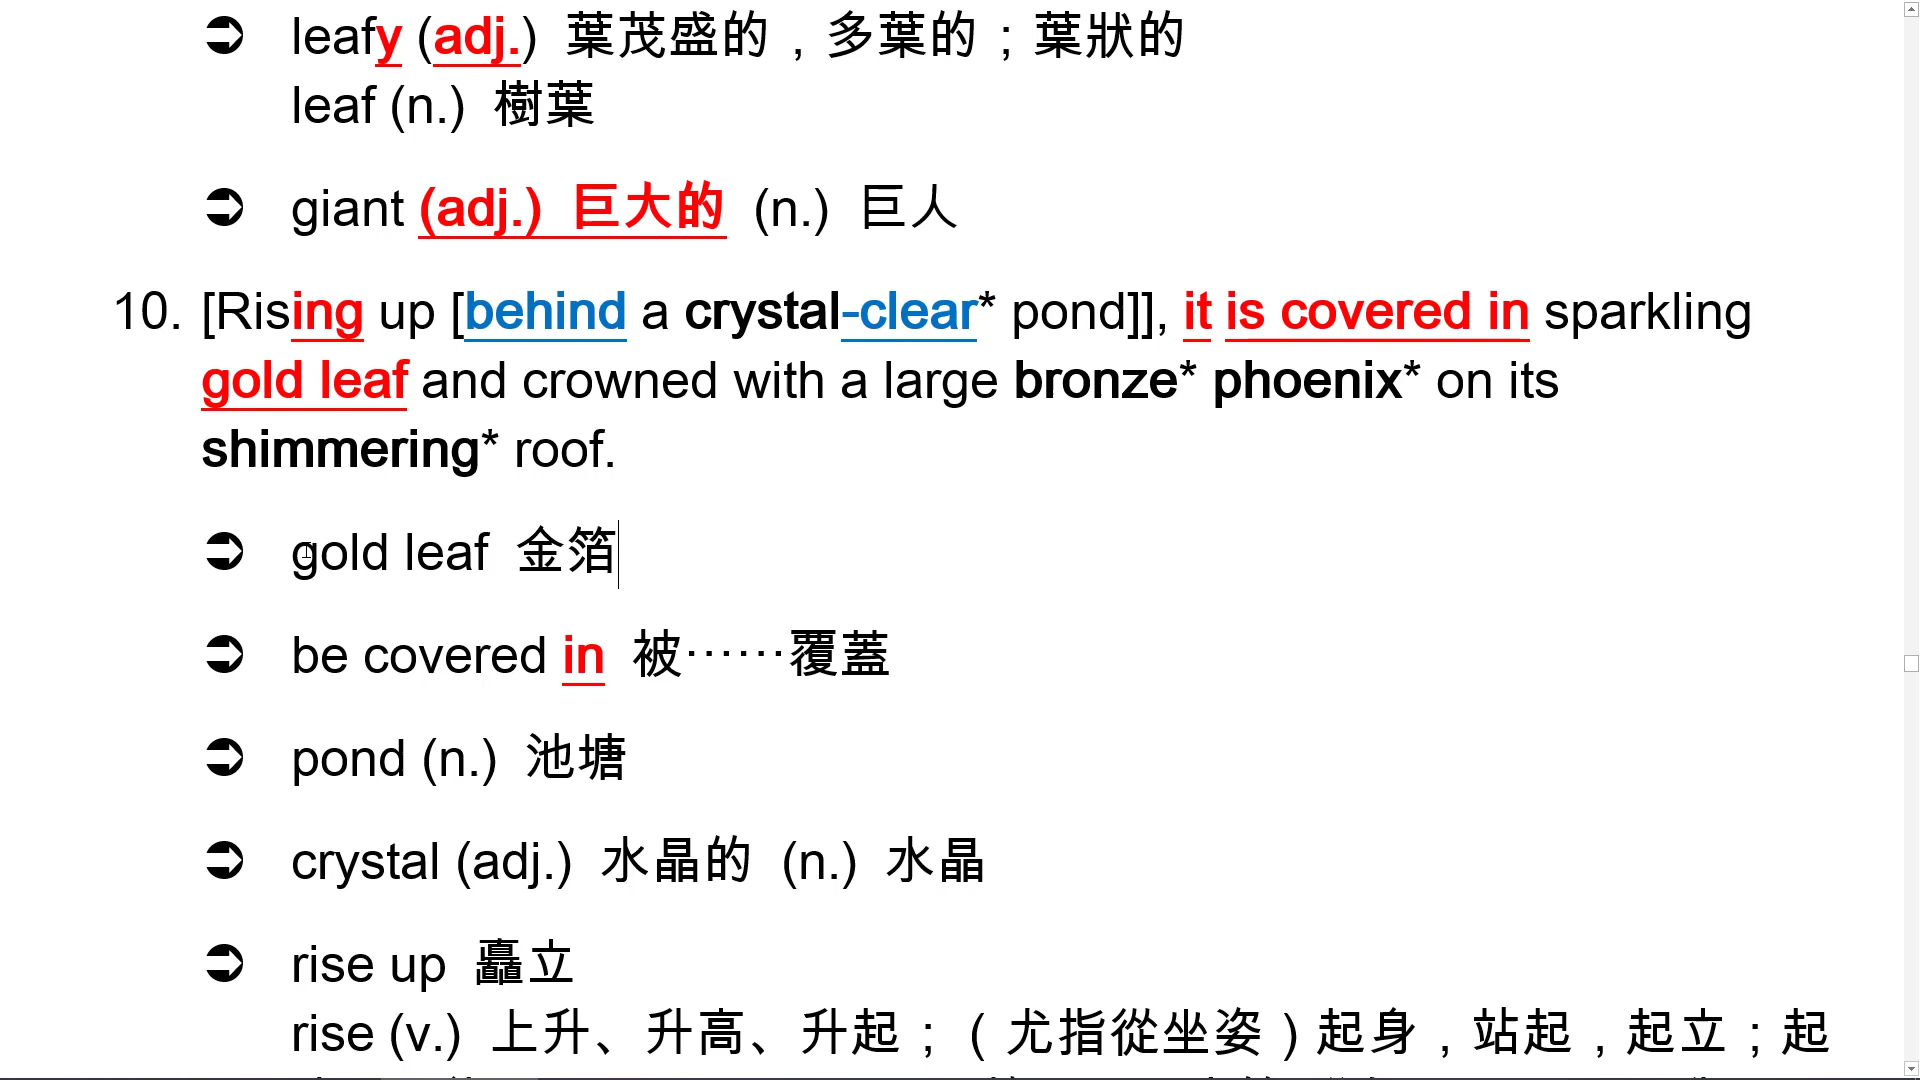 ➲ leafy (adj.) 葉茂盛的，多葉的；葉狀的
leaf (n.) 樹葉
➲ giant (adj.) 巨大的 (n.) 巨人
10. [Rising up [behind a crystal-clear* pond]], it is covered in sparkling
gold leaf and crowned with a large bronze* phoenix* on its
shimmering* roof.
➲ gold leaf 金箔
➲ be covered in 被⋯⋯覆蓋
➲ pond (n.) 池塘
➲ crystal (adj.) 水晶的 (n.) 水晶
➲ rise up 矗立
rise (v.) 上升、升高、升起；（尤指從坐姿）起身，站起，起立；起